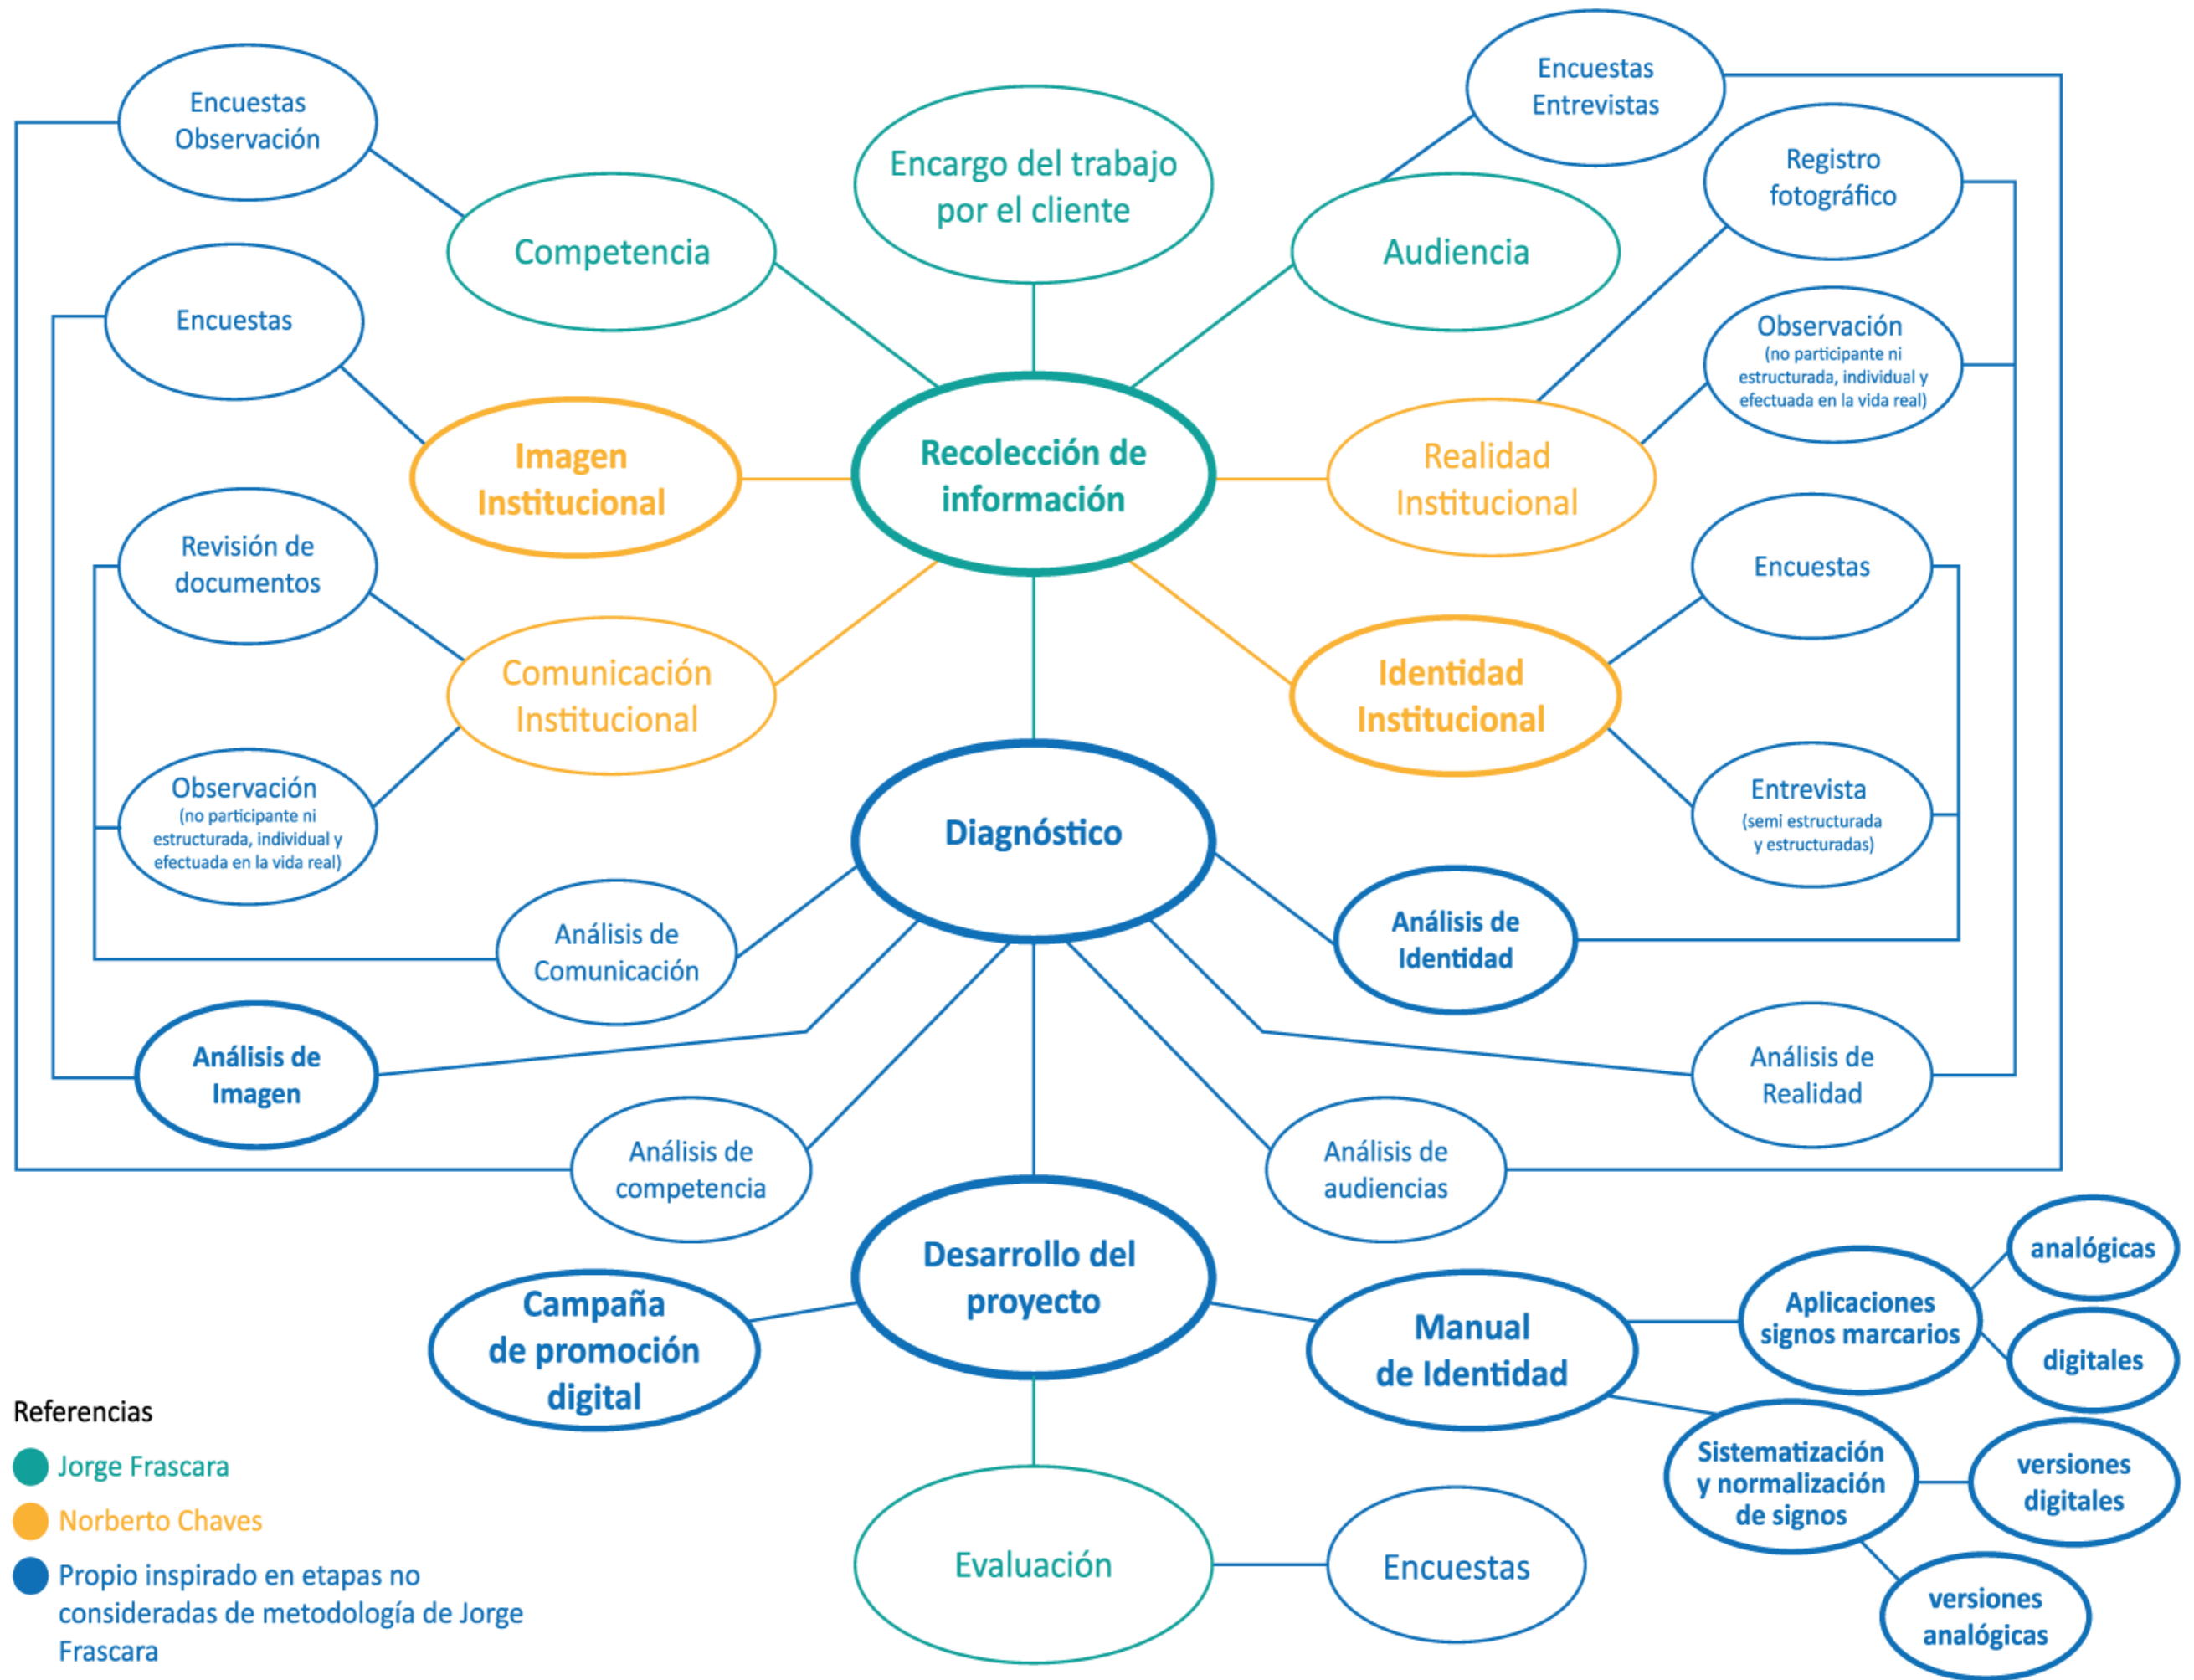 Encuestas
Observación
Encargo del trabajo
por el cliente
Encuestas
Entrevistas
Registro
fotográfico
Competencia
Audiencia
Encuestas
Observación
(no participante ni
estructurada, individual y
efectuada en la vida real)
Imagen
Institucional
Recolección de
información
Realidad
Institucional
Revisión de
documentos
Encuestas
Comunicación
Institucional
Identidad
Institucional
Observación
(no participante ni
estructurada, individual y
efectuada en la vida real)
Diagnóstico
Entrevista
(semi estructurada
y estructuradas)
Análisis de
Comunicación
Análisis de
Identidad
Análisis de
Imagen
Análisis de
Realidad
Análisis de
competencia
Análisis de
audiencias
Desarrollo del
proyecto
Campaña
de promoción
digital
Manual
de Identidad
Aplicaciones
signos marcarios
analógicas
digitales
Sistematización
y normalización
de signos
versiones
digitales
versiones
analógicas
Evaluación
Encuestas
Referencias
Jorge Frascara
Norberto Chaves
Propio inspirado en etapas no
consideradas de metodología de Jorge
Frascara